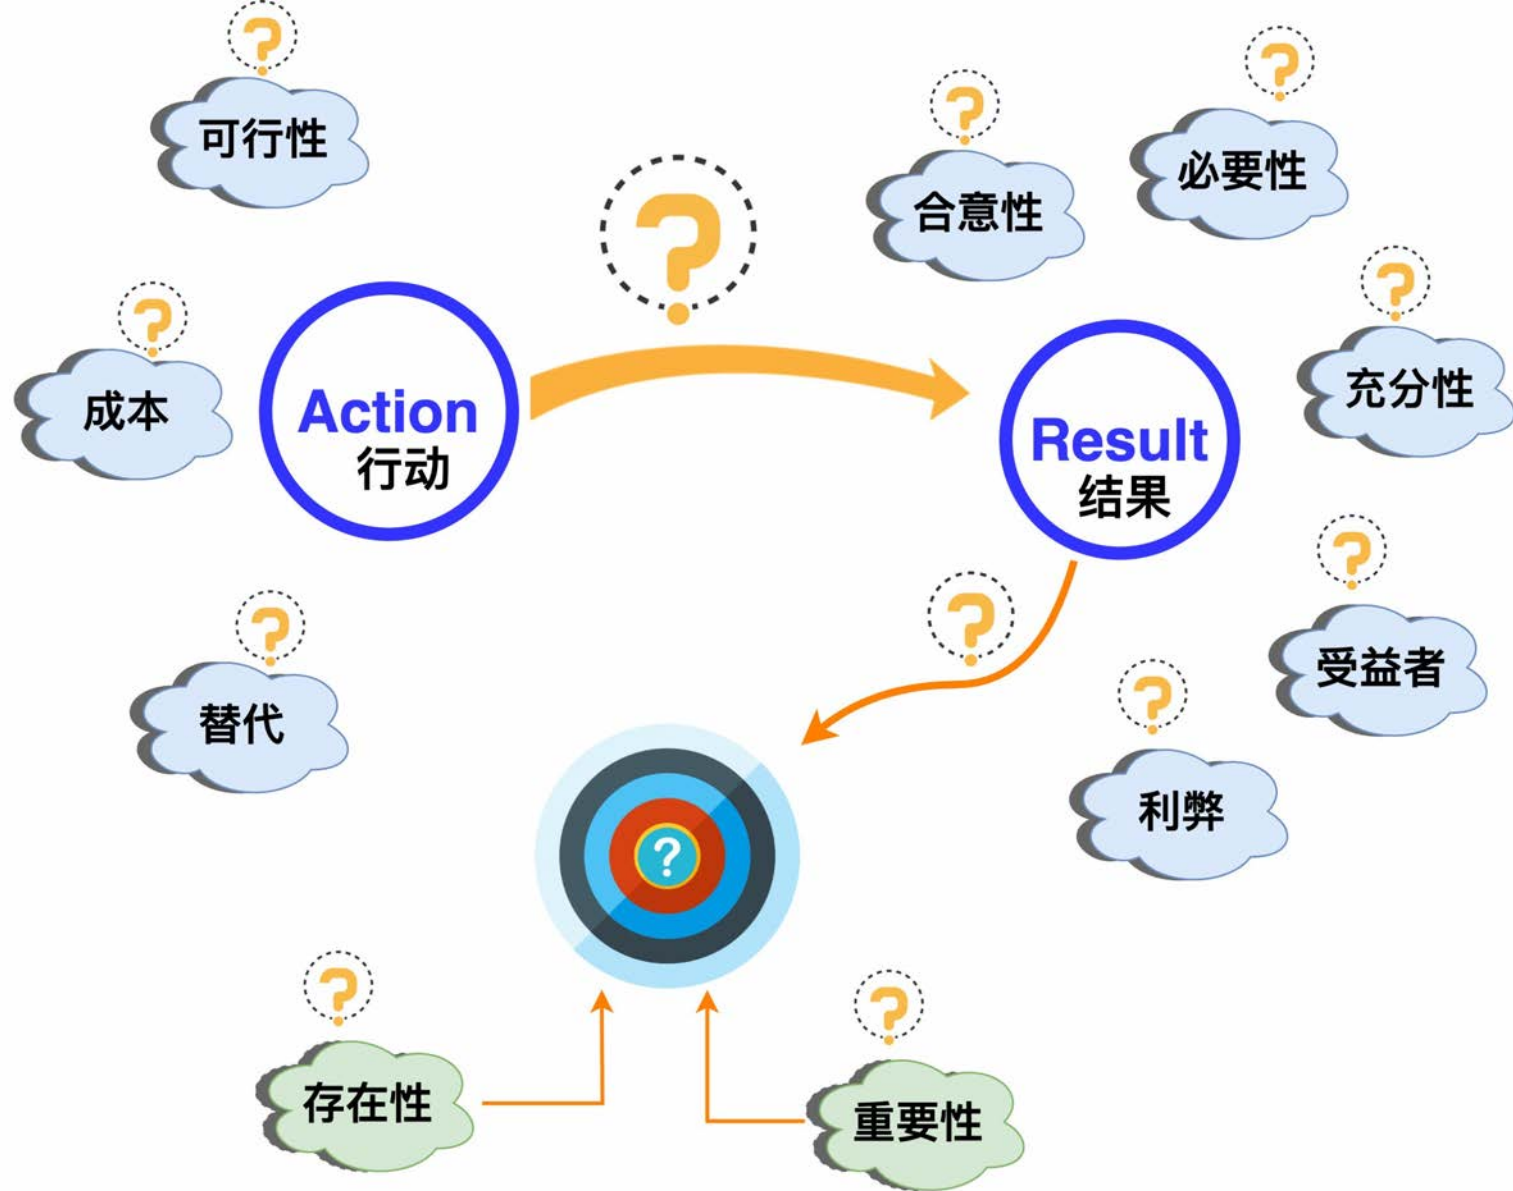 ?
可行性
?
合意性
?
必要性
?
?
成本
Action
行动
Result
结果
?
充分性
?
替代
?
?
受益者
?
利弊
?
?
存在性
?
重要性